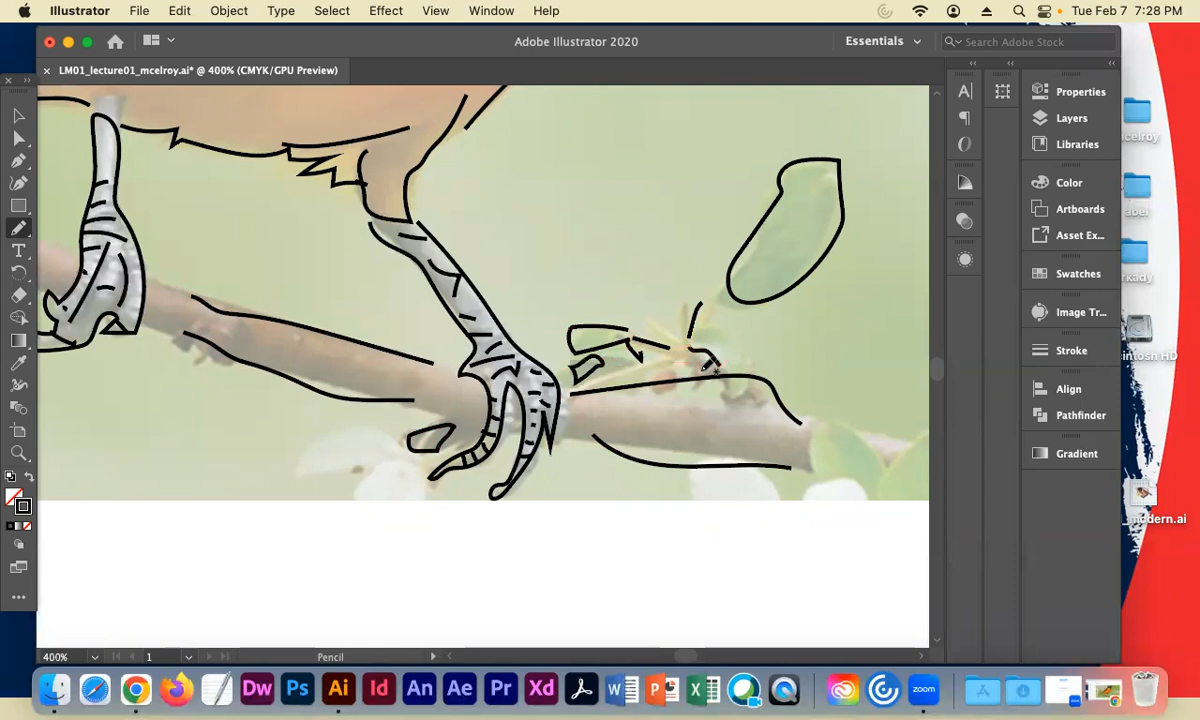 Illustrator File Edit Object Type Select Effect View Window Help Tue Feb 7 7:28 PM
Adobe Illustrator 2020 Essentials Search Adobe Stock
LM01_lecture01_mcelroy.ai* @ 400% (CMYK/GPU Preview)
Properties
Layers
Libraries
Color
Artboards
Asset Ex...
Swatches
Image Tr...
Stroke
Align
Pathfinder
Gradient
celroy
abel
rkady
intosh HD
_modern.ai
400% 1 Pencil
Dw Ps Ai Id An Ae Pr Xd W P X zoom